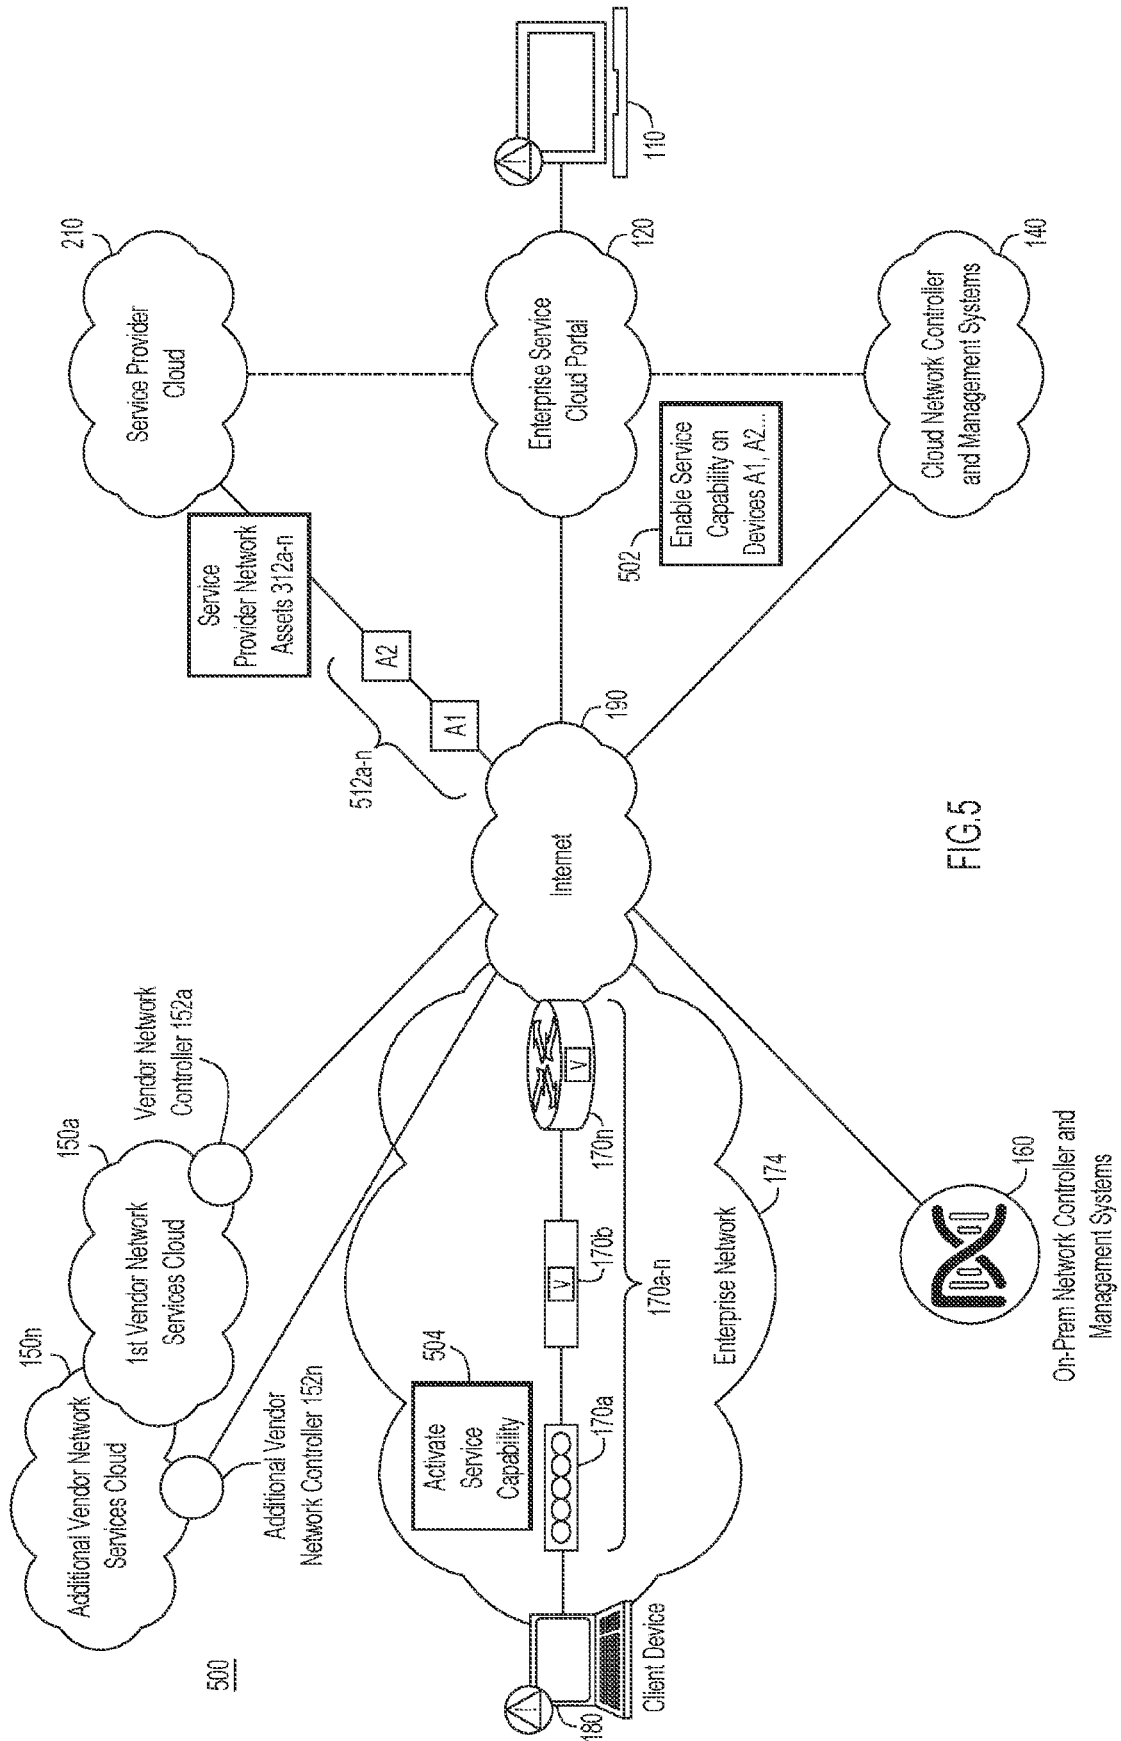 500
Additional Vendor Network
Services Cloud
150n
1st Vendor Network
Services Cloud
150a
Vendor Network
Controller 152a
Additional Vendor
Network Controller 152n
Service Provider
Cloud
210
Service
Provider Network
Assets 312a-n
A2
A1
512a-n
Internet
190
Enterprise Service
Cloud Portal
120
110
502
Enable Service
Capability on
Devices A1, A2...
Cloud Network Controller
and Management Systems
140
180
Client Device
Activate
Service
Capability
504
170a
V
170b
V
170n
170a-n
Enterprise Network
174
160
On-Prem Network Controller and
Management Systems
FIG.5